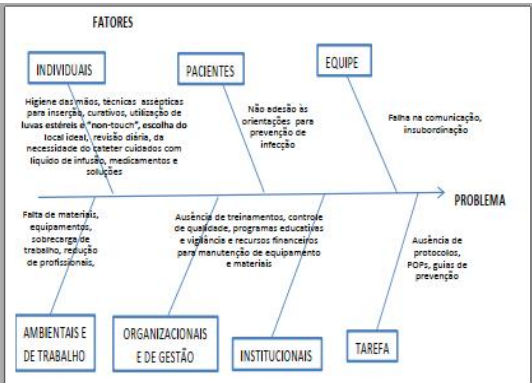 FATORES
INDIVIDUAIS
PACIENTES
EQUIPE
Higiene das mãos, técnicas assépticas
para inserção, curativos, utilização de
luvas estéreis e "non-touch", escolha do
local ideal, revisão diária, da
necessidade do cateter cuidados com
líquido de infusão, medicamentos e
soluções
Não adesão às
orientações para
prevenção de
infecção
Falha na comunicação,
insubordinação
PROBLEMA
Falta de materiais,
equipamentos,
sobrecarga de
trabalho, redução
de profissionais,
Ausência de treinamentos, controle
de qualidade, programas educativas
e vigilância e recursos financeiros
para manutenção de equipamento
e materiais
Ausência de
protocolos,
POPs, guias de
prevenção
AMBIENTAIS E
DE TRABALHO
ORGANIZACIONAIS
E DE GESTÃO
INSTITUCIONAIS
TAREFA